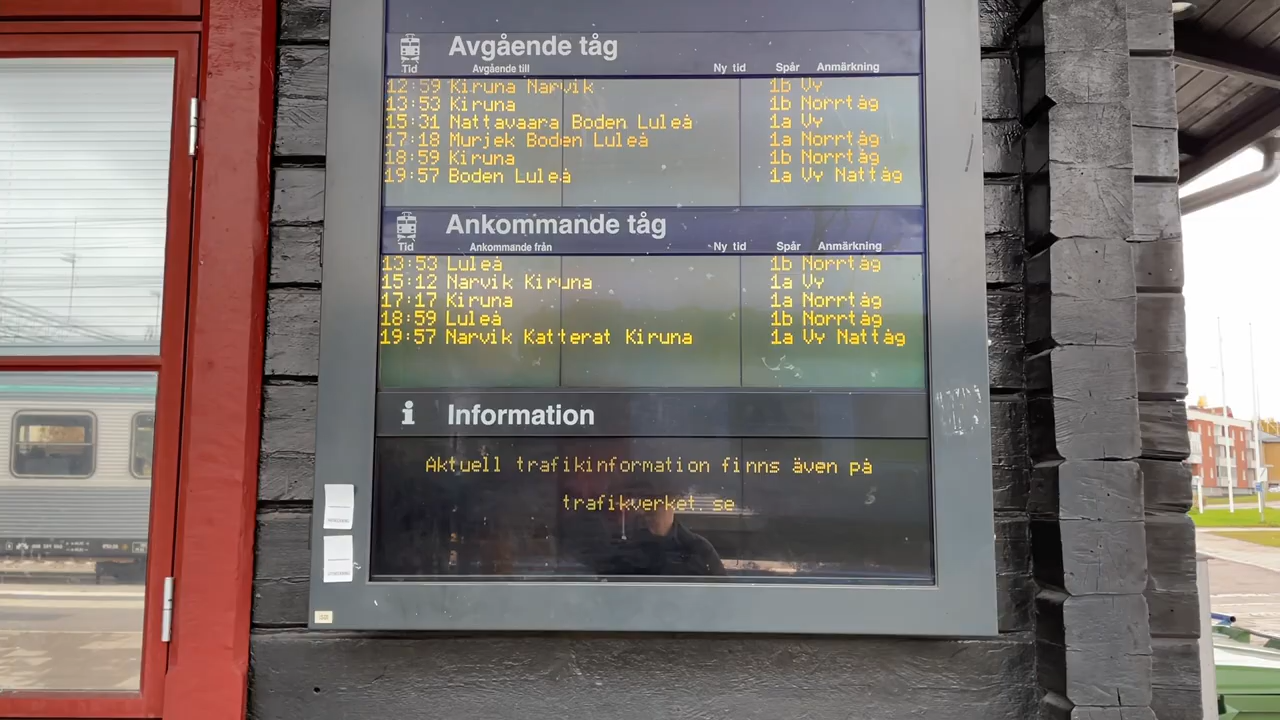 Avgående tåg
Tid Avgående till Ny tid Spår Anmärkning
12:59 Kiruna Narvik 1b Vy
13:53 Kiruna 1b Norrtåg
15:31 Nattavaara Boden Luleå 1a Vy
17:18 Murjek Boden Luleå 1a Norrtåg
18:59 Kiruna 1b Norrtåg
19:57 Boden Luleå 1a Vy Nattåg
Ankommande tåg
Tid Ankommande från Ny tid Spår Anmärkning
13:53 Luleå 1b Norrtåg
15:12 Narvik Kiruna 1a Vy
17:17 Kiruna 1a Norrtåg
18:59 Luleå 1b Norrtåg
19:57 Narvik Katterat Kiruna 1a Vy Nattåg
i Information
Aktuell trafikinformation finns även på
trafikverket.se